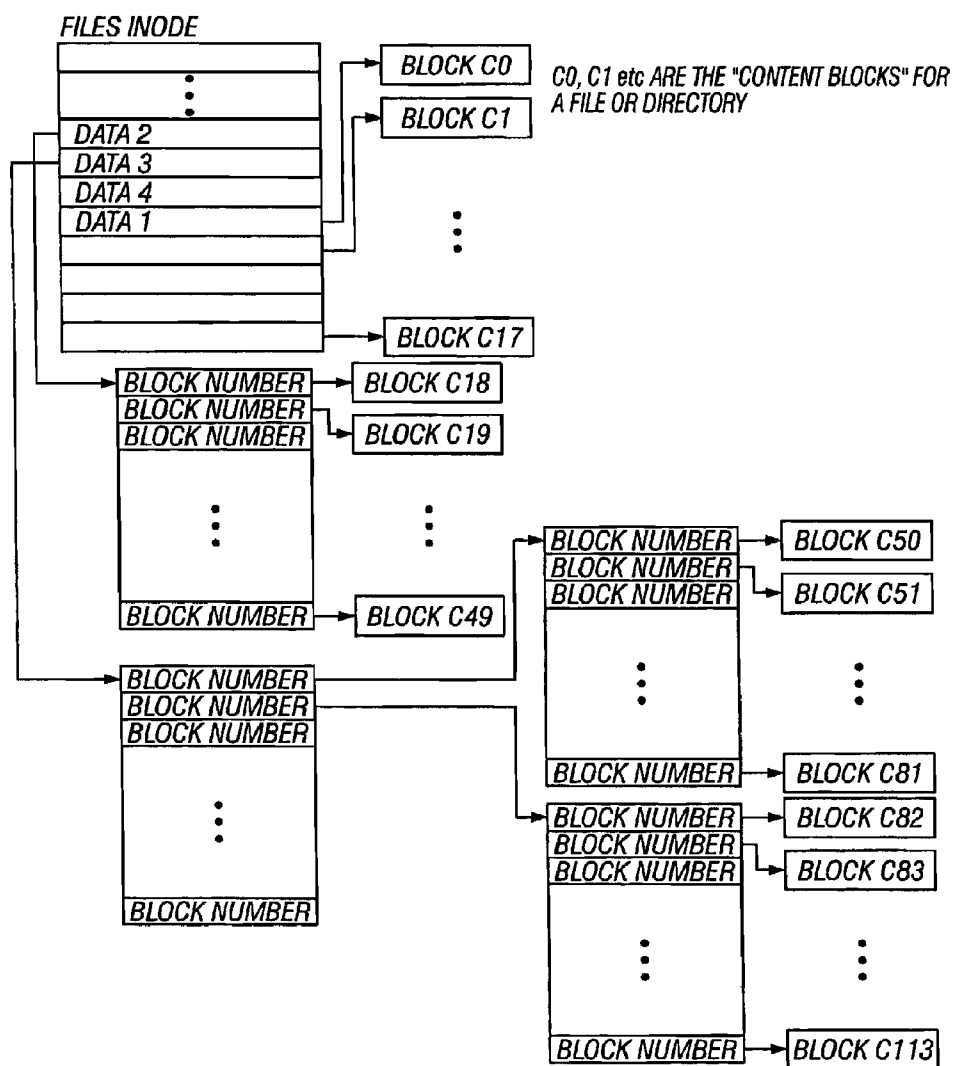 FILES INODE
BLOCK C0
C0, C1 etc ARE THE "CONTENT BLOCKS" FOR
A FILE OR DIRECTORY
BLOCK C1
DATA 2
DATA 3
DATA 4
DATA 1
BLOCK C17
BLOCK NUMBER
BLOCK C18
BLOCK NUMBER
BLOCK C19
BLOCK NUMBER
BLOCK NUMBER
BLOCK C49
BLOCK NUMBER
BLOCK C50
BLOCK NUMBER
BLOCK C51
BLOCK NUMBER
BLOCK NUMBER
BLOCK NUMBER
BLOCK NUMBER
BLOCK NUMBER
BLOCK C81
BLOCK NUMBER
BLOCK C82
BLOCK NUMBER
BLOCK C83
BLOCK NUMBER
BLOCK NUMBER
BLOCK NUMBER
BLOCK C113